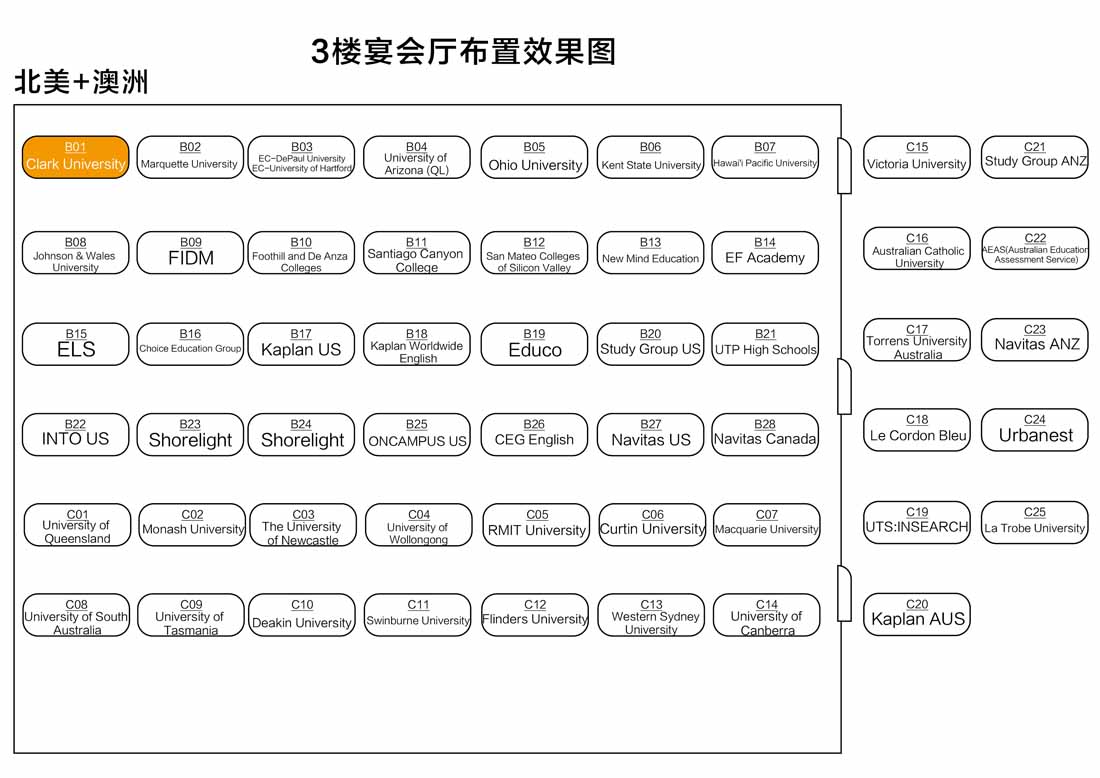 3楼宴会厅布置效果图
北美+澳洲
B01
Clark University
B02
Marquette University
B03
EC-DePaul University
EC-University of Hartford
B04
University of
Arizona (QL)
B05
Ohio University
B06
Kent State University
B07
Hawai'i Pacific University
C15
Victoria University
C21
Study Group ANZ
B08
Johnson & Wales
University
B09
FIDM
B10
Foothill and De Anza
Colleges
B11
Santiago Canyon
College
B12
San Mateo Colleges
of Silicon Valley
B13
New Mind Education
B14
EF Academy
C16
Australian Catholic
University
C22
AEAS(Australian Education
Assessment Service)
B15
ELS
B16
Choice Education Group
B17
Kaplan US
B18
Kaplan Worldwide
English
B19
Educo
B20
Study Group US
B21
UTP High Schools
C17
Torrens University
Australia
C23
Navitas ANZ
B22
INTO US
B23
Shorelight
B24
Shorelight
B25
ONCAMPUS US
B26
CEG English
B27
Navitas US
B28
Navitas Canada
C18
Le Cordon Bleu
C24
Urbanest
C01
University of
Queensland
C02
Monash University
C03
The University
of Newcastle
C04
University of
Wollongong
C05
RMIT University
C06
Curtin University
C07
Macquarie University
C19
UTS:INSEARCH
C25
La Trobe University
C08
University of South
Australia
C09
University of
Tasmania
C10
Deakin University
C11
Swinburne University
C12
Flinders University
C13
Western Sydney
University
C14
University of
Canberra
C20
Kaplan AUS